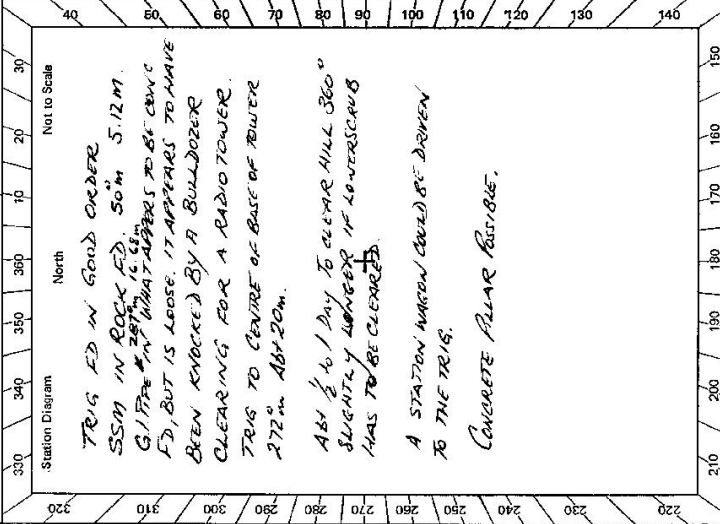 330 340 350 360 10 20 30
Station Diagram North Not to Scale
TRIG FD IN GOOD ORDER
SSM IN ROCK FD. 50°m 5.12m.
G.I. PIPE 287°m 16.68m IN WHAT APPERS TO BE CONC
FD, BUT IS LOOSE. IT APPEARS TO HAVE
BEEN KNOCKED BY A BULLDOZER
CLEARING FOR A RADIO TOWER.
TRIG TO CENTRE OF BASE OF TOWER
272°m Abt 20m.
Abt ½ to 1 DAY TO CLEAR HILL 360°
SLIGHTLY LONGER IF LOWER SCRUB
HAS TO BE CLEARED.
A STATION WAGON COULD BE DRIVEN
TO THE TRIG.
CONCRETE PILLAR POSSIBLE.
320
310
300
290
280
270
260
250
240
230
220
40
50
60
70
80
90
100
110
120
130
140
210 200 190 180 170 160 150